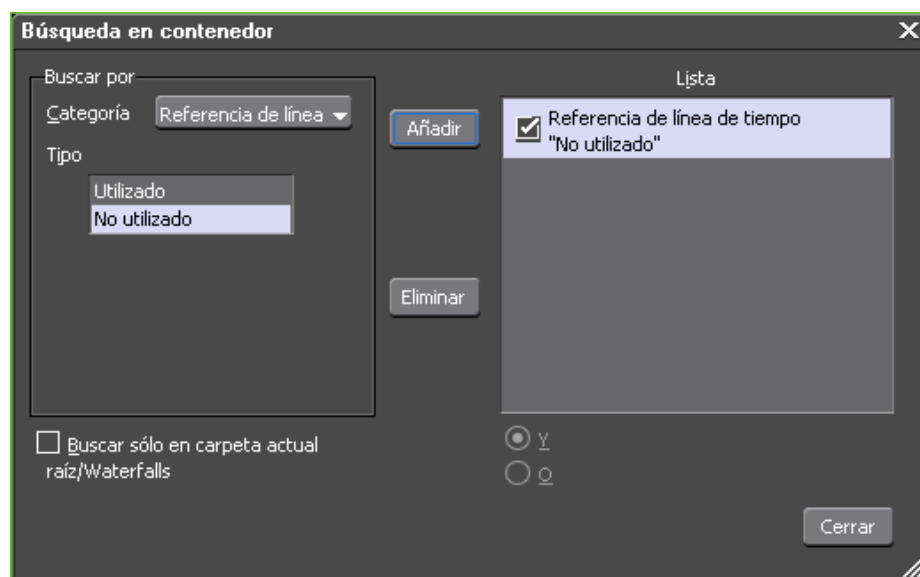 Búsqueda en contenedor
Buscar por
Categoría
Referencia de línea
Tipo
Utilizado
No utilizado
Buscar sólo en carpeta actual
raíz/Waterfalls
Añadir
Eliminar
Lista
Referencia de línea de tiempo
"No utilizado"
Y
O
Cerrar